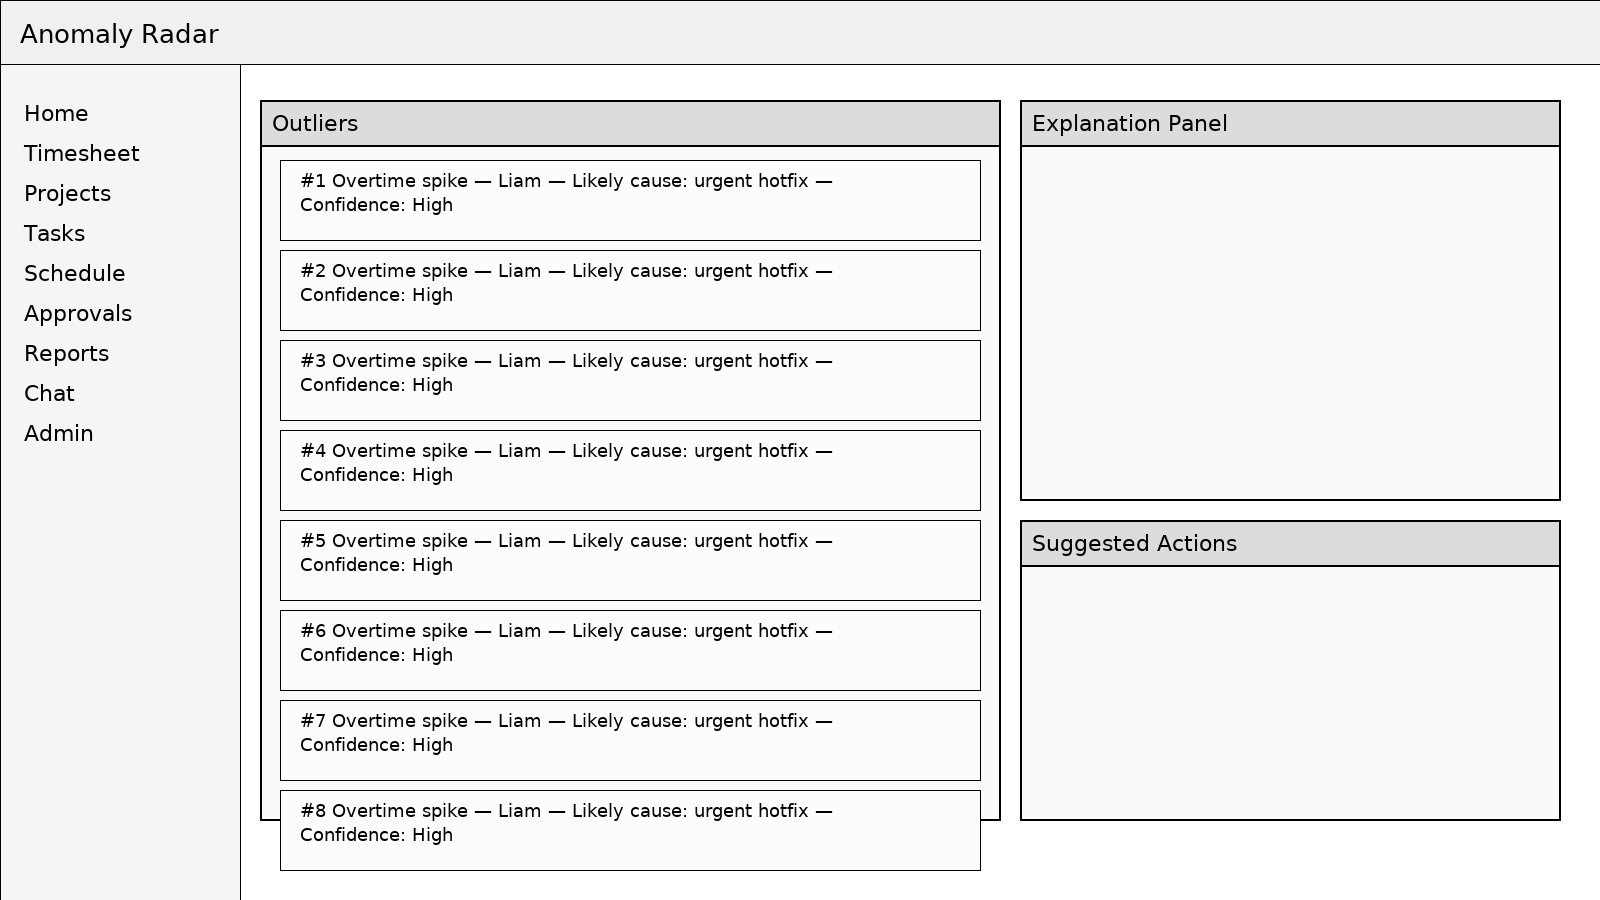 Anomaly Radar
Home
Timesheet
Projects
Tasks
Schedule
Approvals
Reports
Chat
Admin
Outliers
#1 Overtime spike — Liam — Likely cause: urgent hotfix —
Confidence: High
#2 Overtime spike — Liam — Likely cause: urgent hotfix —
Confidence: High
#3 Overtime spike — Liam — Likely cause: urgent hotfix —
Confidence: High
#4 Overtime spike — Liam — Likely cause: urgent hotfix —
Confidence: High
#5 Overtime spike — Liam — Likely cause: urgent hotfix —
Confidence: High
#6 Overtime spike — Liam — Likely cause: urgent hotfix —
Confidence: High
#7 Overtime spike — Liam — Likely cause: urgent hotfix —
Confidence: High
#8 Overtime spike — Liam — Likely cause: urgent hotfix —
Confidence: High
Explanation Panel
Suggested Actions